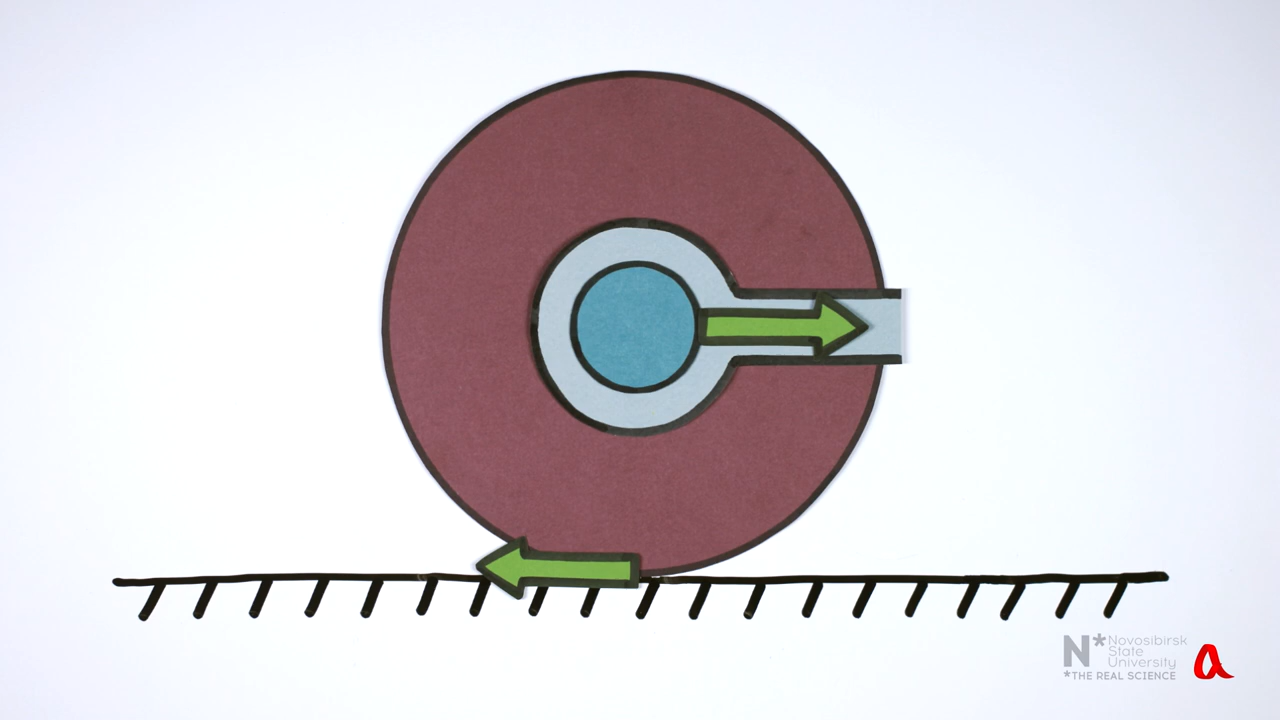 N*
Novosibirsk
State
University
*THE REAL SCIENCE
a